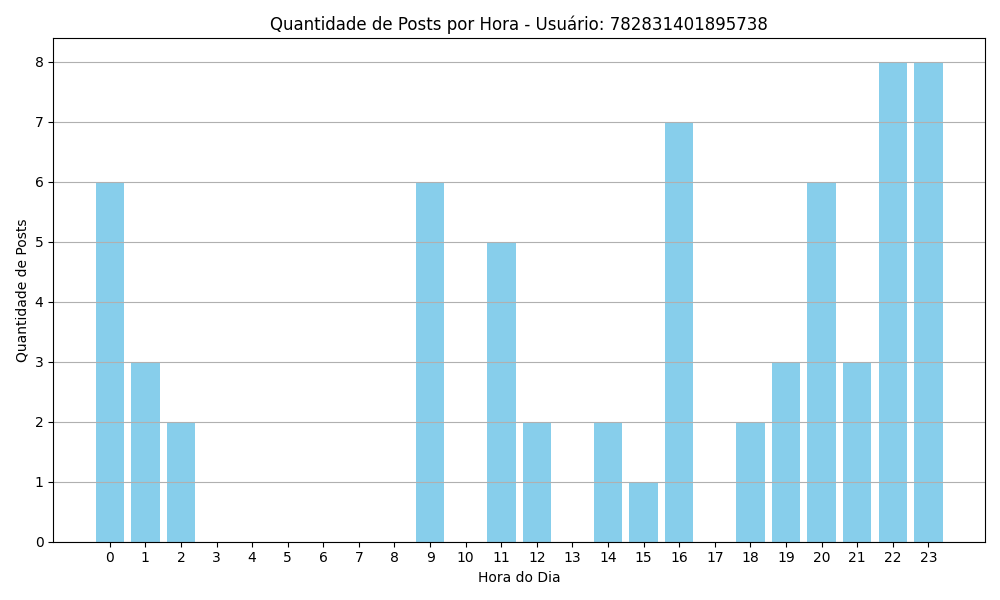 Quantidade de Posts por Hora - Usuário: 782831401895738
Quantidade de Posts
8
7
6
5
4
3
2
1
0
0 1 2 3 4 5 6 7 8 9 10 11 12 13 14 15 16 17 18 19 20 21 22 23
Hora do Dia